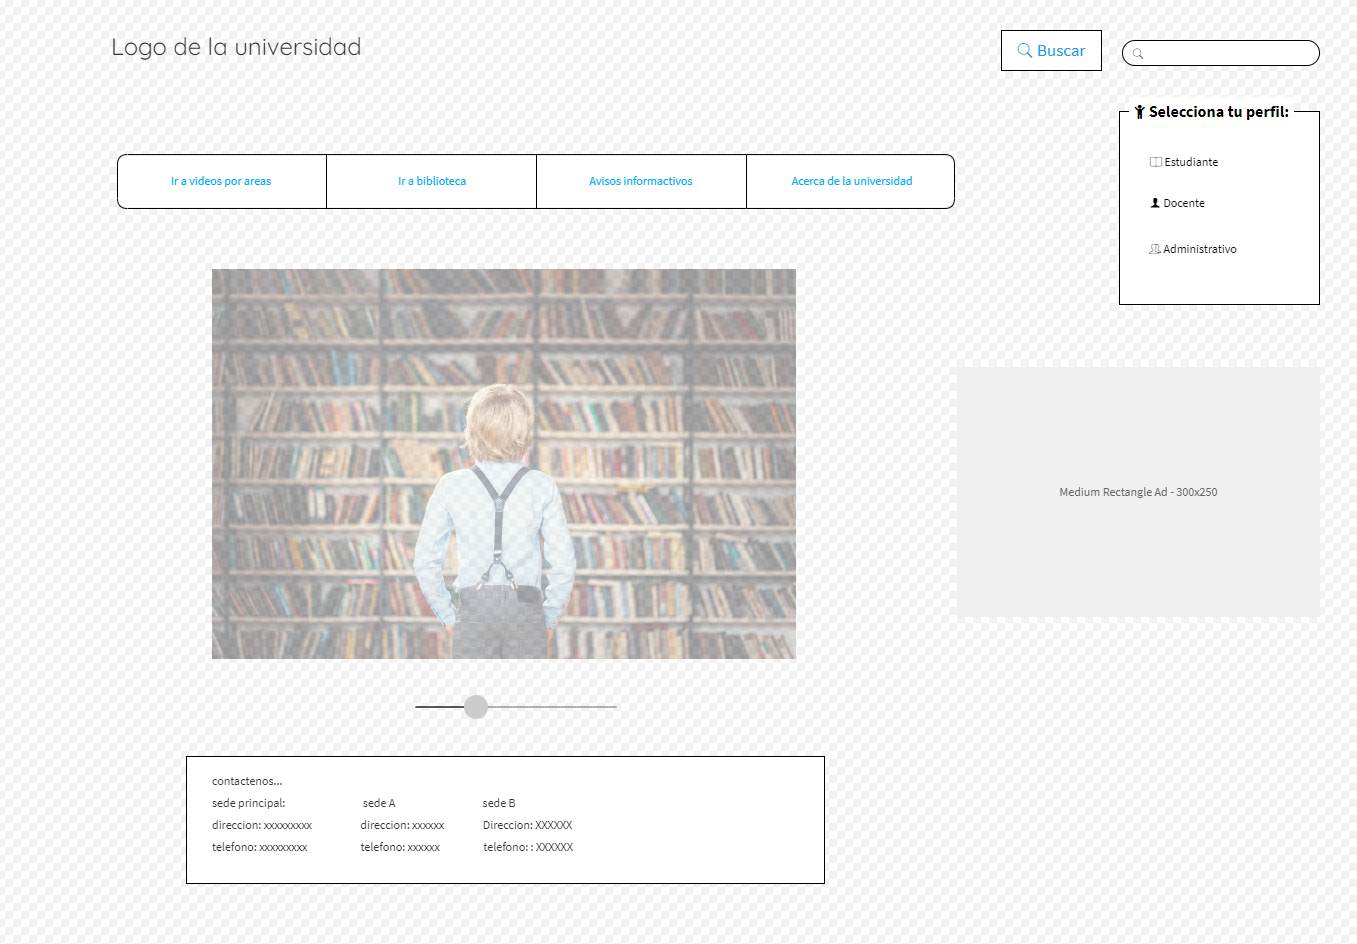 Logo de la universidad
Buscar
Selecciona tu perfil:
Estudiante
Docente
Administrativo
Ir a videos por areas
Ir a biblioteca
Avisos informactivos
Acerca de la universidad
Medium Rectangle Ad - 300x250
contactenos...
sede principal: sede A sede B
direccion: xxxxxxxxx direccion: xxxxxx Direccion: XXXXXX
telefono: xxxxxxxxx telefono: xxxxxx telefono: : XXXXXX